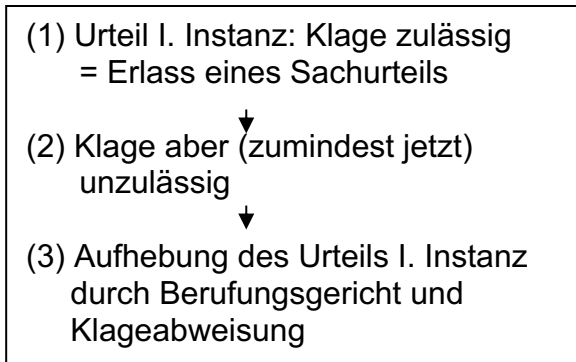 (1) Urteil I. Instanz: Klage zulässig
= Erlass eines Sachurteils
(2) Klage aber (zumindest jetzt)
unzulässig
(3) Aufhebung des Urteils I. Instanz
durch Berufungsgericht und
Klageabweisung